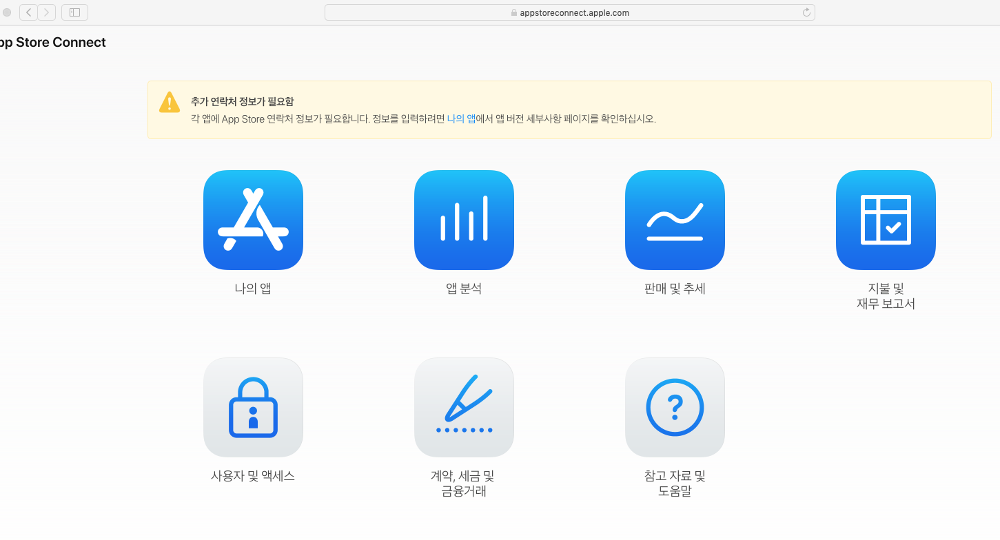 appstoreconnect.apple.com
pp Store Connect
추가 연락처 정보가 필요함
각 앱에 App Store 연락처 정보가 필요합니다. 정보를 입력하려면 나의 앱에서 앱 버전 세부사항 페이지를 확인하십시오.
나의 앱
앱 분석
판매 및 추세
지불 및
재무 보고서
사용자 및 액세스
계약, 세금 및
금융거래
참고 자료 및
도움말